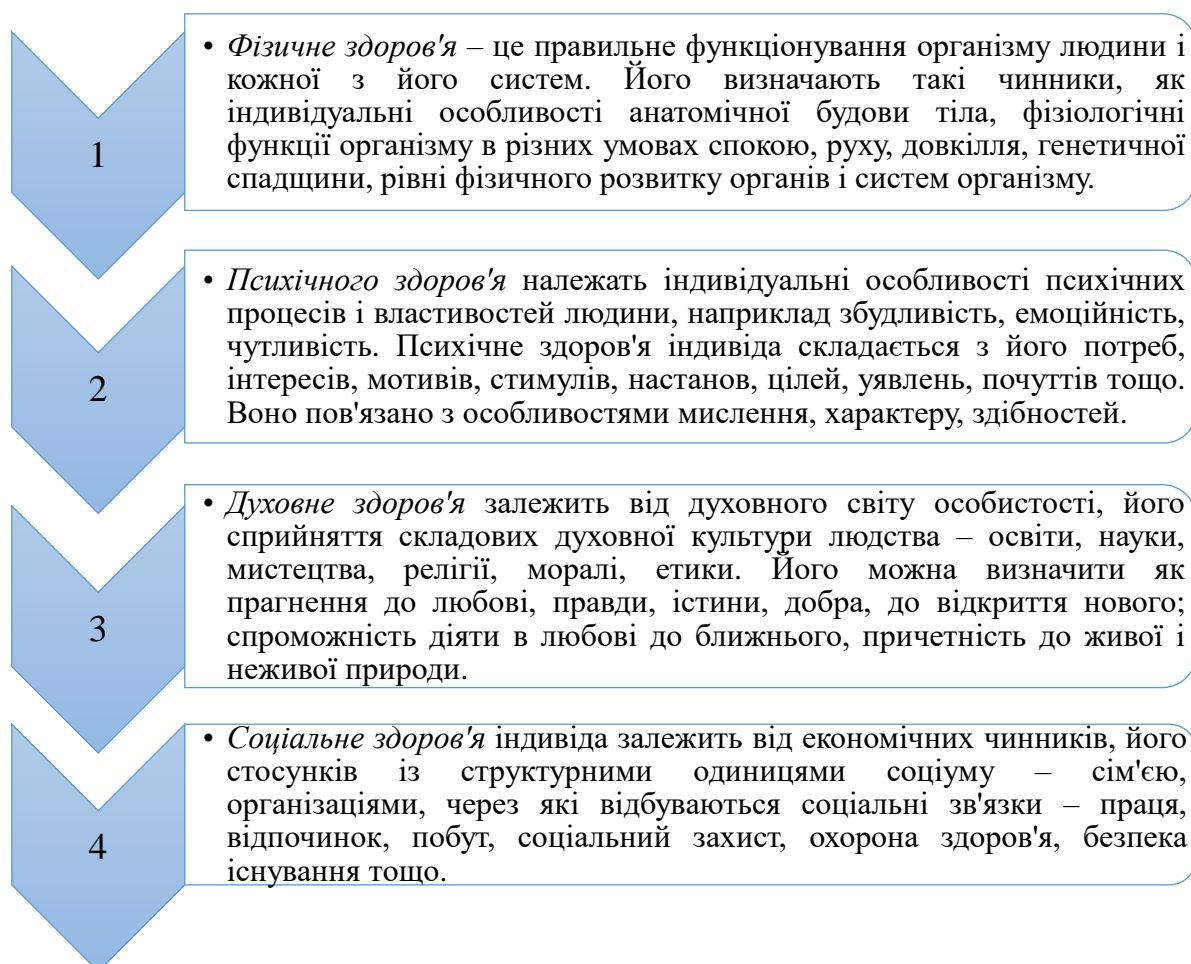 1
• Фізичне здоров'я – це правильне функціонування організму людини і
кожної з його систем. Його визначають такі чинники, як
індивідуальні особливості анатомічної будови тіла, фізіологічні
функції організму в різних умовах спокою, руху, довкілля, генетичної
спадщини, рівні фізичного розвитку органів і систем організму.
2
• Психічного здоров'я належать індивідуальні особливості психічних
процесів і властивостей людини, наприклад збудливість, емоційність,
чутливість. Психічне здоров'я індивіда складається з його потреб,
інтересів, мотивів, стимулів, настанов, цілей, уявлень, почуттів тощо.
Воно пов'язано з особливостями мислення, характеру, здібностей.
3
• Духовне здоров'я залежить від духовного світу особистості, його
сприйняття складових духовної культури людства – освіти, науки,
мистецтва, релігії, моралі, етики. Його можна визначити як
прагнення до любові, правди, істини, добра, до відкриття нового;
спроможність діяти в любові до ближнього, причетність до живої і
неживої природи.
4
• Соціальне здоров'я індивіда залежить від економічних чинників, його
стосунків із структурними одиницями соціуму – сім'єю,
організаціями, через які відбуваються соціальні зв'язки – праця,
відпочинок, побут, соціальний захист, охорона здоров'я, безпека
існування тощо.